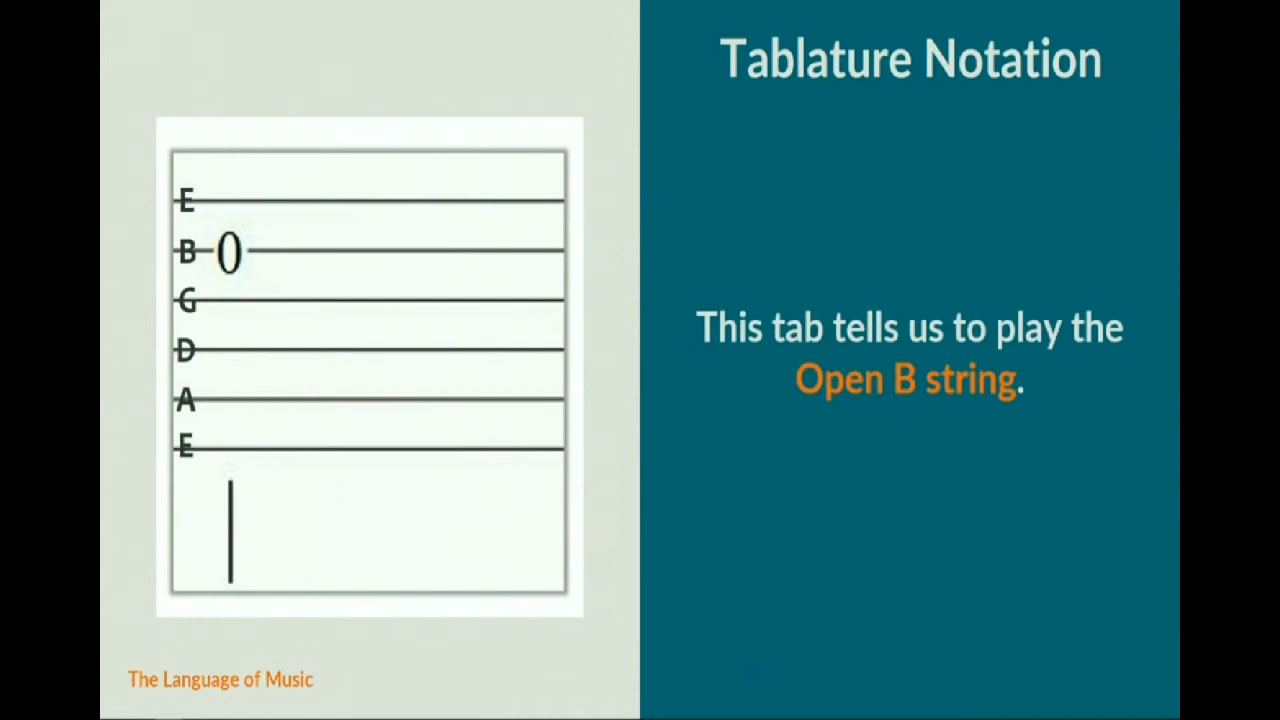 Tablature Notation
E
B 0
G
D
A
E
This tab tells us to play the
Open B string.
The Language of Music